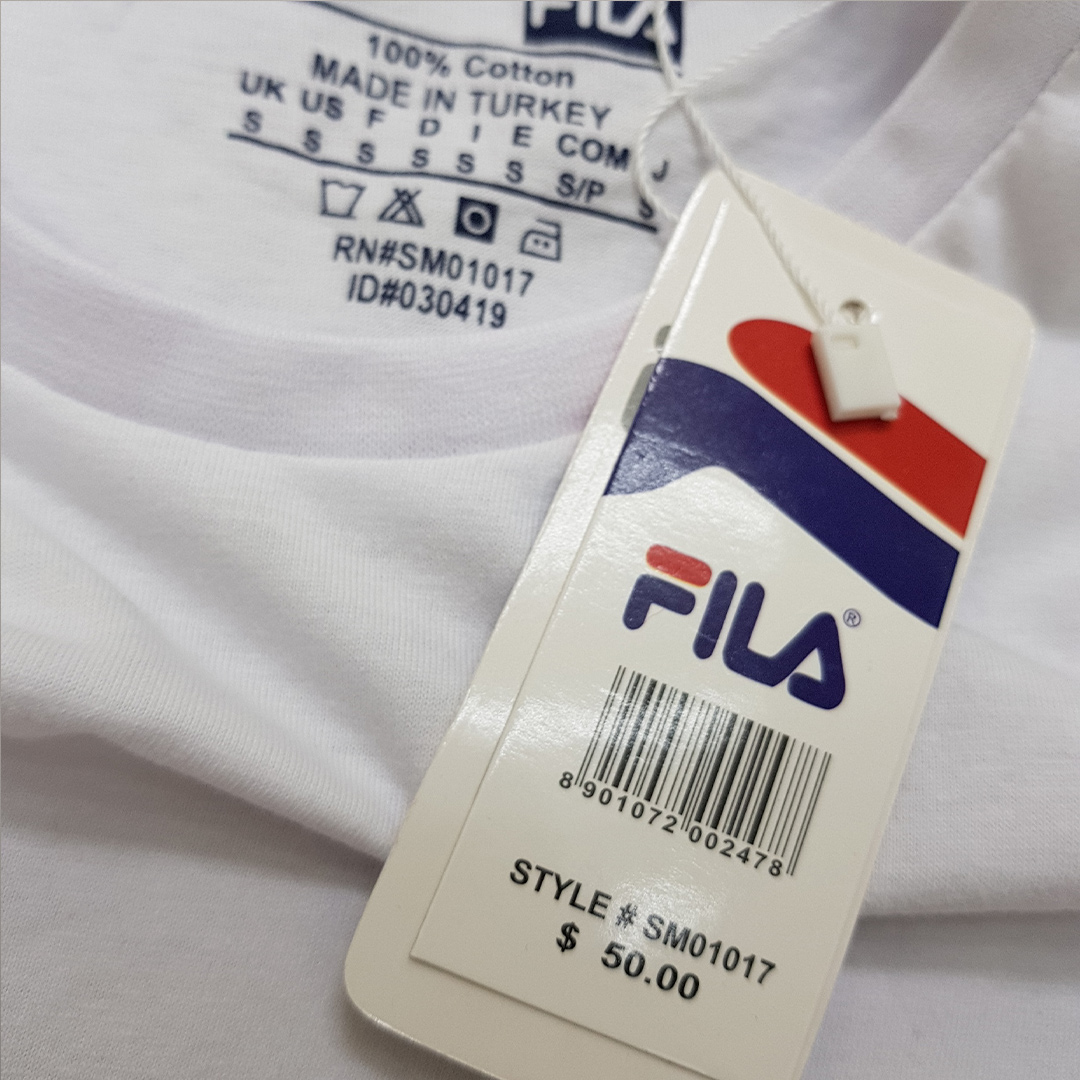 FILA
100% Cotton
MADE IN TURKEY
UK US F D I E COM J
S S S S S S S/P S
RN#SM01017
ID#030419
FILA®
8 901072 002478
STYLE # SM01017
$ 50.00